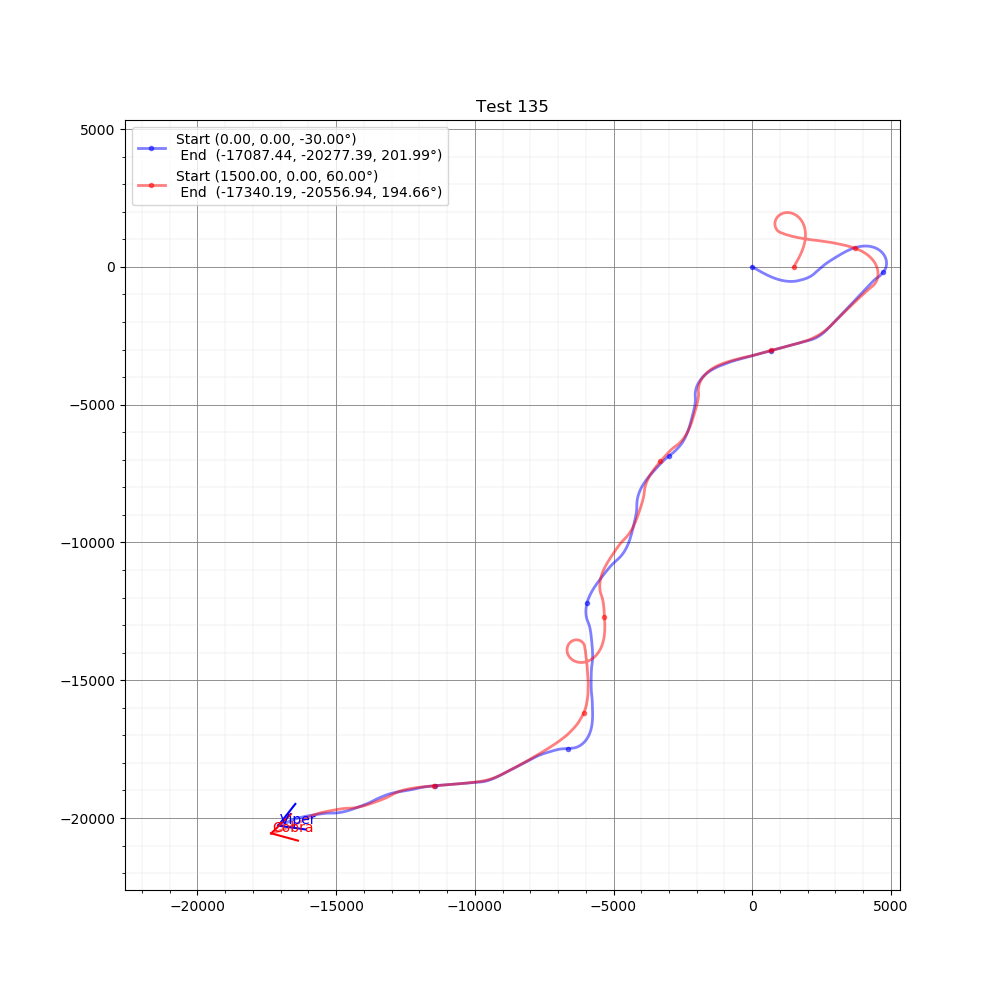 Test 135
Start (0.00, 0.00, -30.00°)
End  (-17087.44, -20277.39, 201.99°)
Start (1500.00, 0.00, 60.00°)
End  (-17340.19, -20556.94, 194.66°)
5000
0
−5000
−10000
−15000
−20000
Viper
Cobra
−20000 −15000 −10000 −5000 0 5000